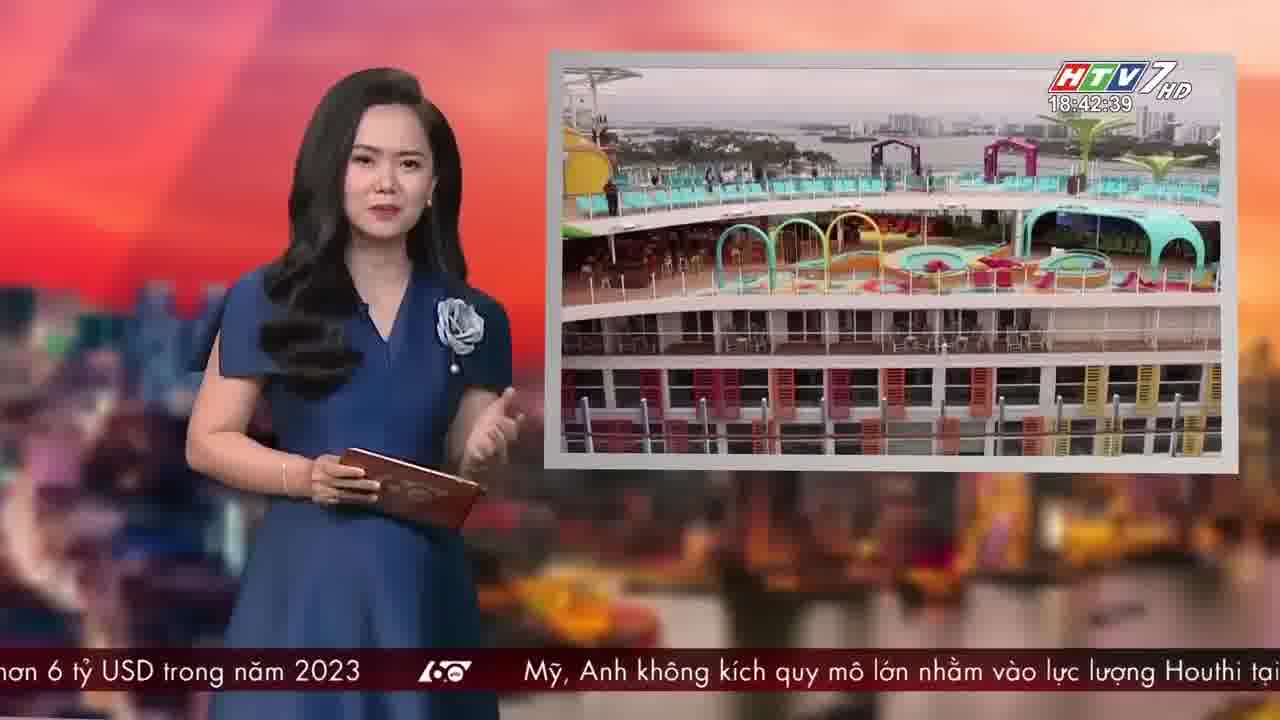 HTV7 HD
18:42:39
hơn 6 tỷ USD trong năm 2023
60
Mỹ, Anh không kích quy mô lớn nhằm vào lực lượng Houthi tại